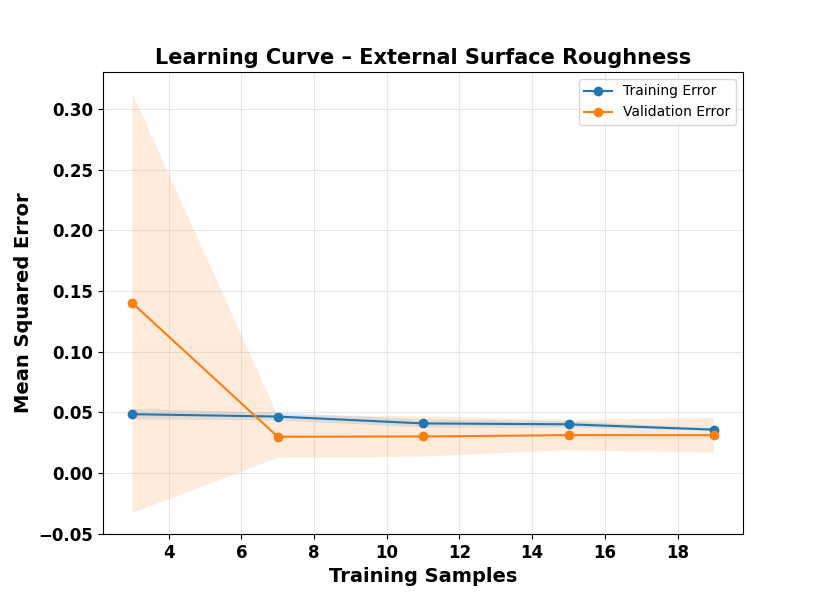 Learning Curve – External Surface Roughness
Training Error
Validation Error
Mean Squared Error
0.30
0.25
0.20
0.15
0.10
0.05
0.00
−0.05
4 6 8 10 12 14 16 18
Training Samples